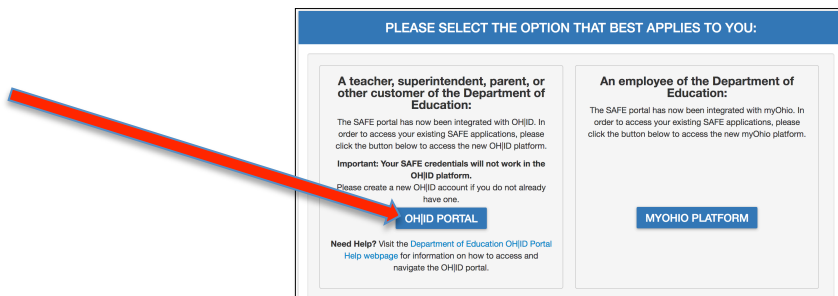 PLEASE SELECT THE OPTION THAT BEST APPLIES TO YOU:
A teacher, superintendent, parent, or
other customer of the Department of
Education:
The SAFE portal has now been integrated with OH|ID. In
order to access your existing SAFE applications, please
click the button below to access the new OH|ID platform.
Important: Your SAFE credentials will not work in the
OH|ID platform.
Please create a new OH|ID account if you do not already
have one.
OH|ID PORTAL
Need Help? Visit the Department of Education OH|ID Portal
Help webpage for information on how to access and
navigate the OH|ID portal.
An employee of the Department of
Education:
The SAFE portal has now been integrated with myOhio. In
order to access your existing SAFE applications, please
click the button below to access the new myOhio platform.
MYOHIO PLATFORM